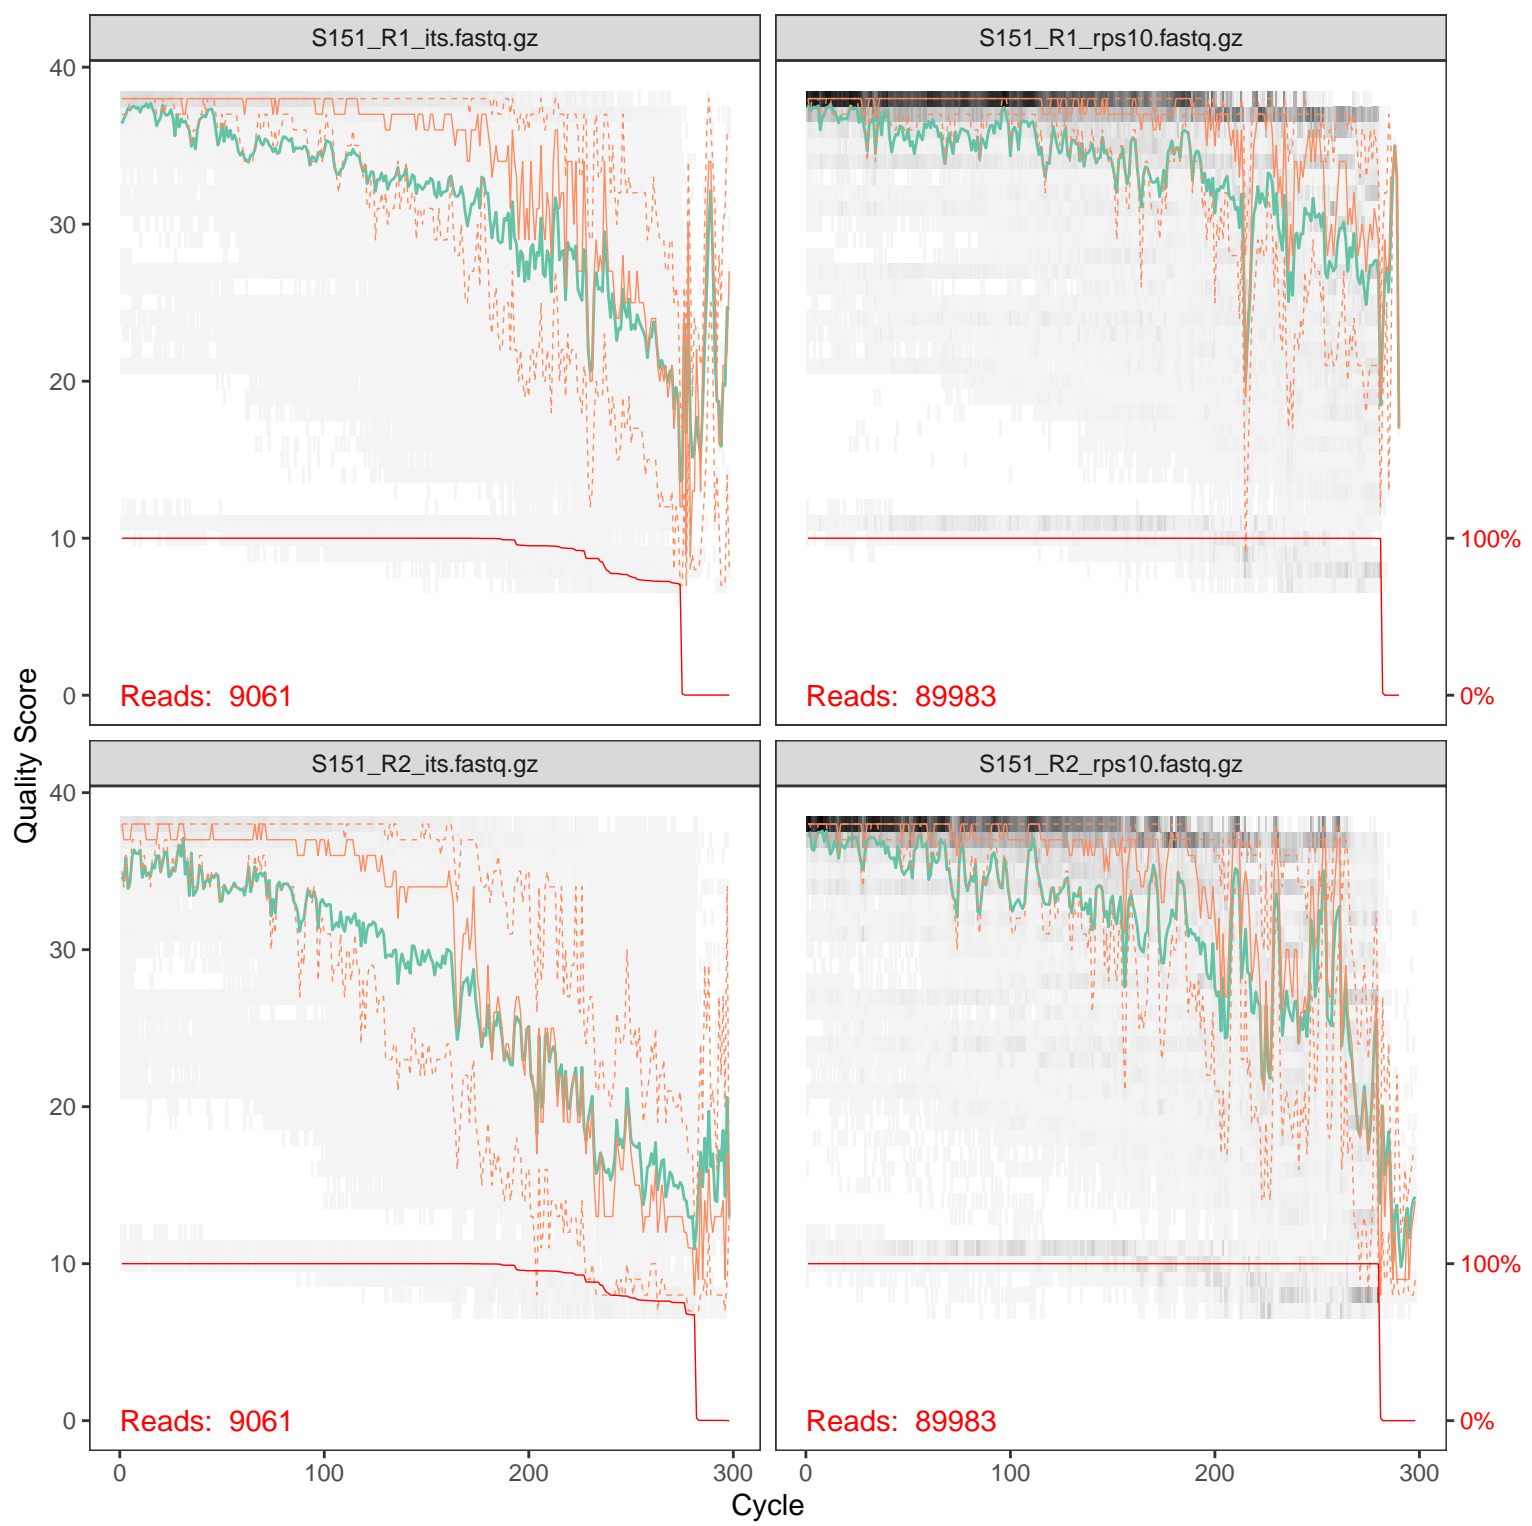 S151_R1_its.fastq.gz
S151_R1_rps10.fastq.gz
40
30
20
10
0
100%
0%
Reads:  9061
Reads:  89983
Quality Score
S151_R2_its.fastq.gz
S151_R2_rps10.fastq.gz
40
30
20
10
0
100%
0%
Reads:  9061
Reads:  89983
0
100
200
300
0
100
200
300
Cycle